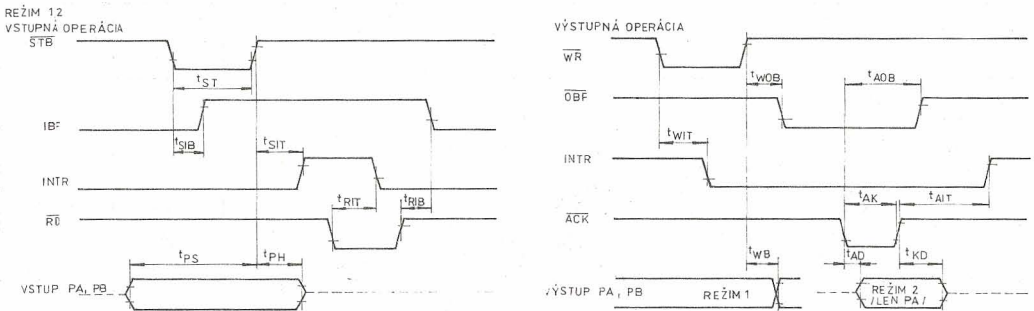 REŽIM 1 2
VSTUPNÁ OPERÁCIA
STB
tST
IBF
tSIB
tSIT
INTR
tRIT
tRIB
RD
tPS
tPH
VSTUP PA, PB
VÝSTUPNÁ OPERÁCIA
WR
tWOB
tAOB
OBF
tWIT
INTR
tAK
tAIT
ACK
tWB
tAD
tKD
VÝSTUP PA, PB
REŽIM 1
REŽIM 2
/LEN PA/